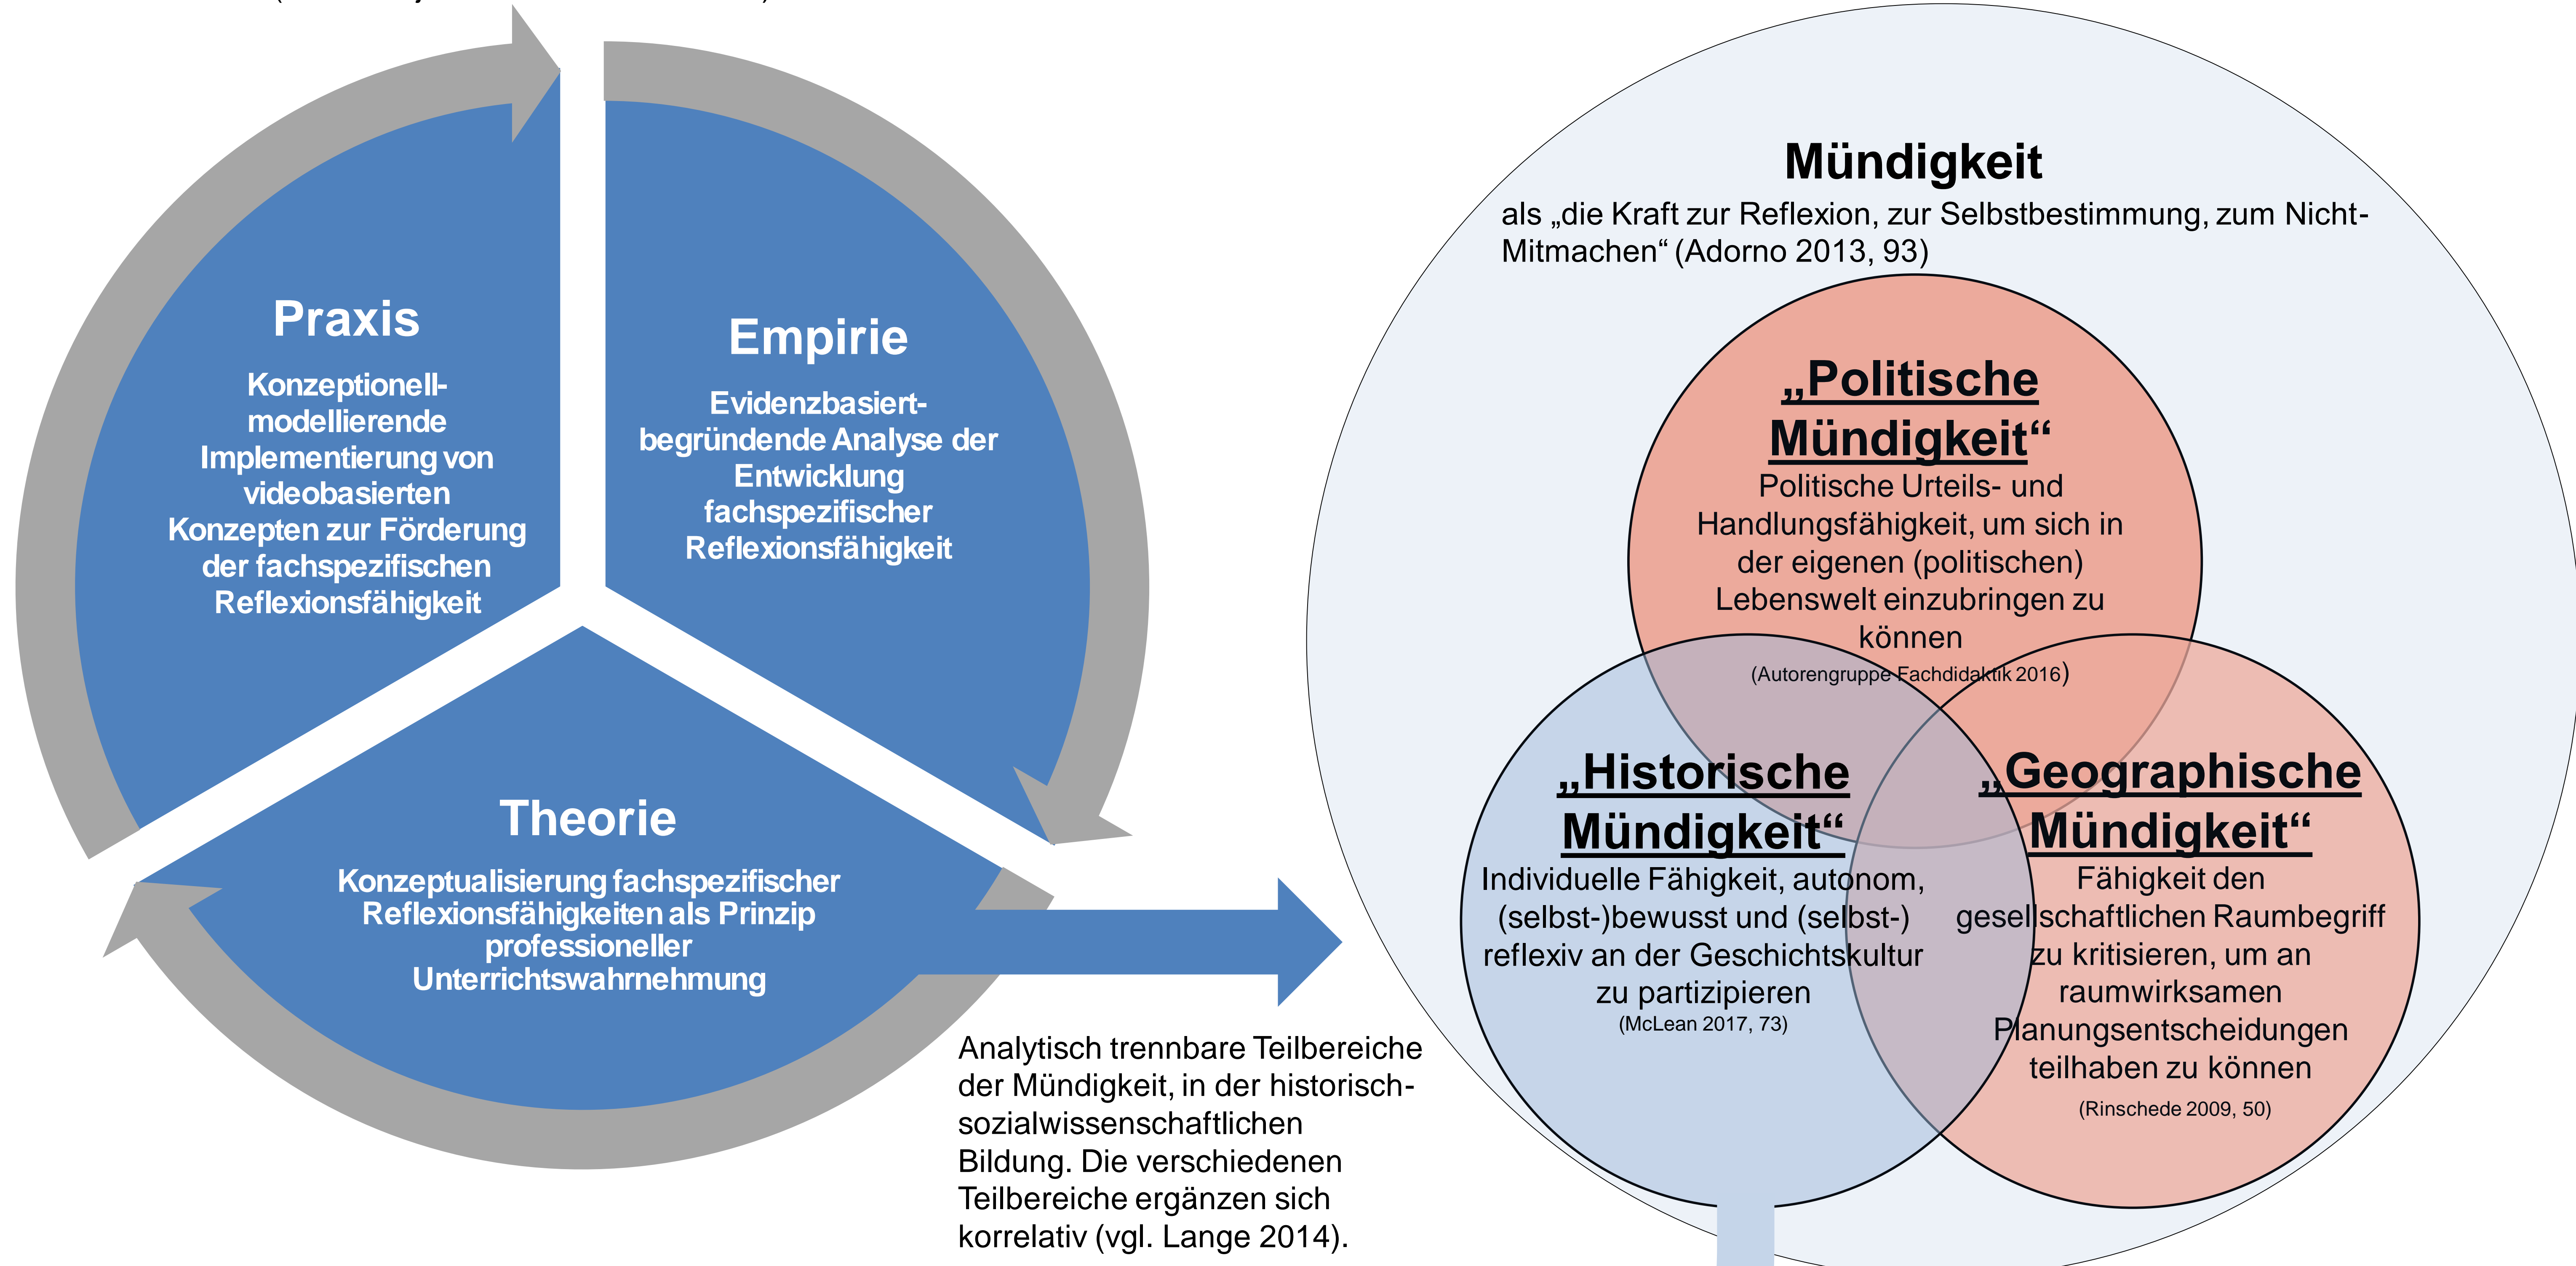 Praxis
Konzeptionell-
modellierende
Implementierung von
videobasierten
Konzepten zur Förderung
der fachspezifischen
Reflexionsfähigkeit
Empirie
Evidenzbasiert-
begründende Analyse der
Entwicklung
fachspezifischer
Reflexionsfähigkeit
Theorie
Konzeptualisierung fachspezifischer
Reflexionsfähigkeiten als Prinzip
professioneller
Unterrichtswahrnehmung
Analytisch trennbare Teilbereiche
der Mündigkeit, in der historisch-
sozialwissenschaftlichen
Bildung. Die verschiedenen
Teilbereiche ergänzen sich
korrelativ (vgl. Lange 2014).
Mündigkeit
als „die Kraft zur Reflexion, zur Selbstbestimmung, zum Nicht-
Mitmachen“ (Adorno 2013, 93)
„Politische
Mündigkeit“
Politische Urteils- und
Handlungsfähigkeit, um sich in
der eigenen (politischen)
Lebenswelt einzubringen zu
können
(Autorengruppe Fachdidaktik 2016)
„Historische
Mündigkeit“
Individuelle Fähigkeit, autonom,
(selbst-)bewusst und (selbst-)
reflexiv an der Geschichtskultur
zu partizipieren
(McLean 2017, 73)
„Geographische
Mündigkeit“
Fähigkeit den
gesellschaftlichen Raumbegriff
zu kritisieren, um an
raumwirksamen
Planungsentscheidungen
teilhaben zu können
(Rinschede 2009, 50)